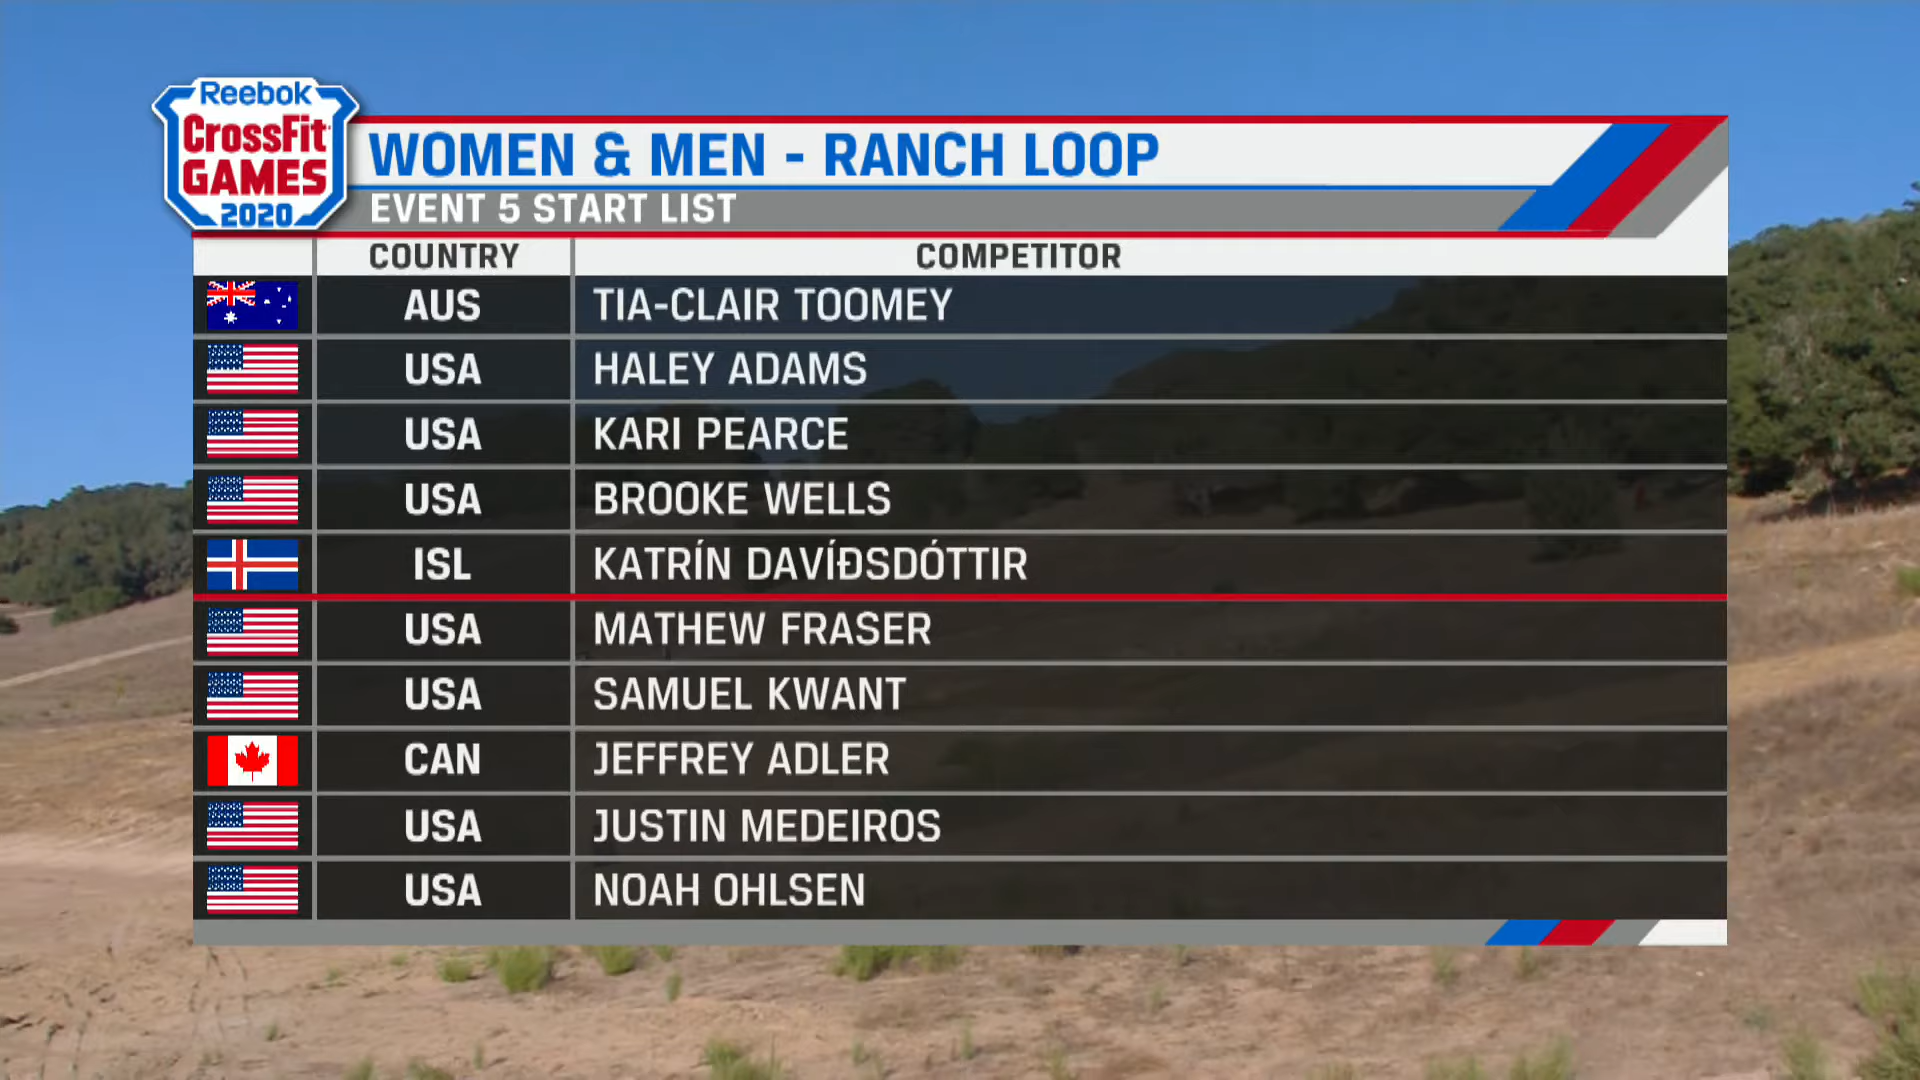 Reebok
CrossFit
GAMES
2020
WOMEN & MEN - RANCH LOOP
EVENT 5 START LIST
COUNTRY COMPETITOR
AUS TIA-CLAIR TOOMEY
USA HALEY ADAMS
USA KARI PEARCE
USA BROOKE WELLS
ISL KATRÍN DAVÍÐSDÓTTIR
USA MATHEW FRASER
USA SAMUEL KWANT
CAN JEFFREY ADLER
USA JUSTIN MEDEIROS
USA NOAH OHLSEN